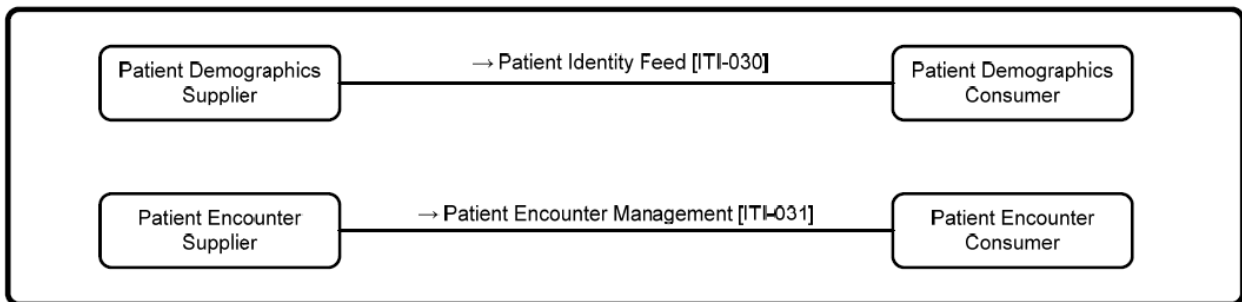 Patient Demographics
Supplier
→ Patient Identity Feed [ITI-030]
Patient Demographics
Consumer
Patient Encounter
Supplier
→ Patient Encounter Management [ITI-031]
Patient Encounter
Consumer